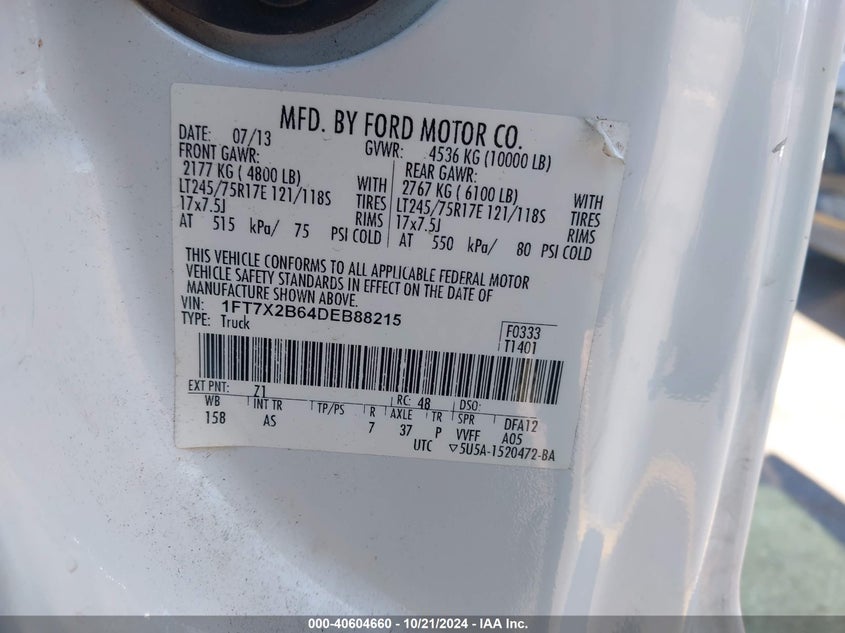 MFD. BY FORD MOTOR CO.
DATE: 07/13 GVWR: 4536 KG (10000 LB)
FRONT GAWR: REAR GAWR:
2177 KG ( 4800 LB) WITH 2767 KG ( 6100 LB) WITH
LT245/75R17E 121/118S TIRES LT245/75R17E 121/118S TIRES
17x7.5J RIMS 17x7.5J RIMS
AT 515 kPa/ 75 PSI COLD AT 550 kPa/ 80 PSI COLD
THIS VEHICLE CONFORMS TO ALL APPLICABLE FEDERAL MOTOR
VEHICLE SAFETY STANDARDS IN EFFECT ON THE DATE OF
MANUFACTURE SHOWN ABOVE.
VIN: 1FT7X2B64DEB88215
TYPE: Truck
F0333
T1401
EXT PNT: Z1 RC: 48 DSO:
WB INT TR TP/PS R AXLE TR SPR DFA12
158 AS 7 37 P VVFF A05
UTC ▽5U5A-1520472-BA
000-40604660 - 10/21/2024 - IAA Inc.